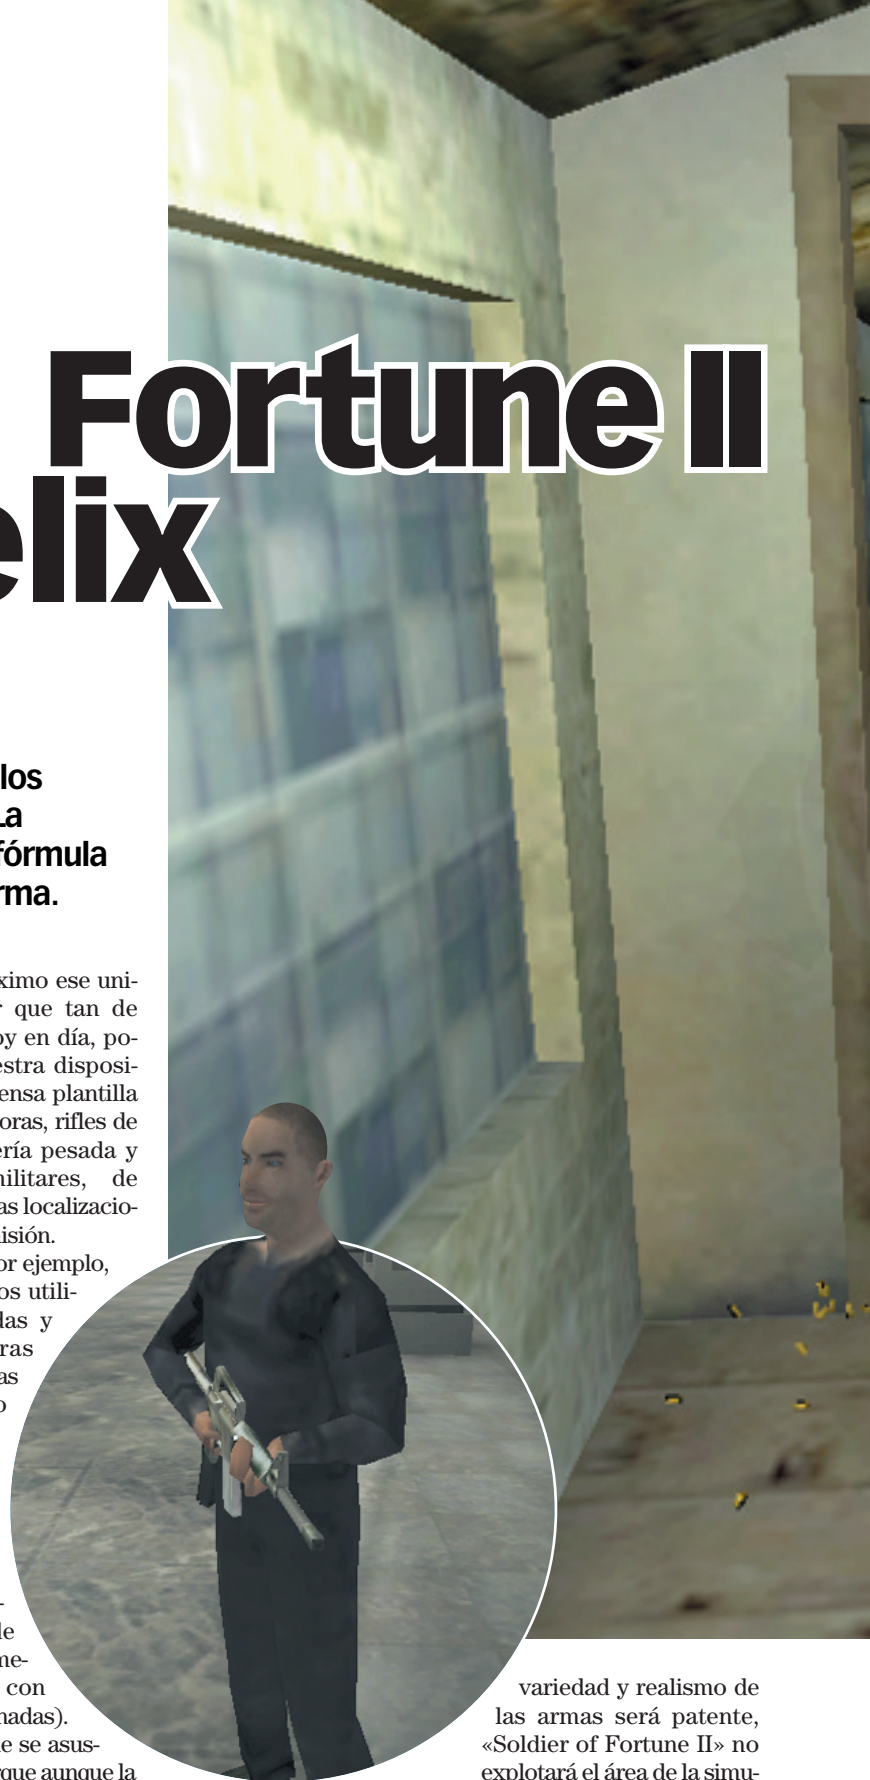 Fortune II
elix
los
La
fórmula
rma.
ximo ese uni-
r que tan de
oy en día, po-
estra disposi-
ensa plantilla
oras, rifles de
ería pesada y
militares, de
as localizacio-
isión.
or ejemplo,
os utili-
das y
ras
as
o
-
le
ne-
con
nadas).
e se asus-
rque aunque la
variedad y realismo de
las armas será patente,
«Soldier of Fortune II» no
explotará el área de la simu-